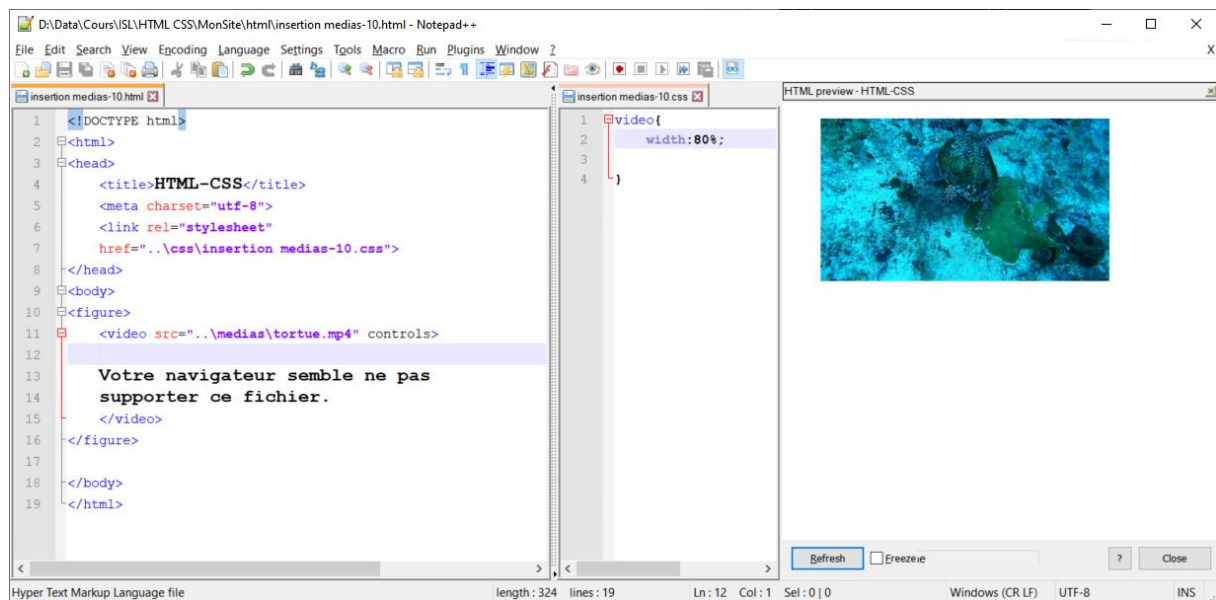 D:\Data\Cours\ISL\HTML CSS\MonSite\html\insertion medias-10.html - Notepad++
File Edit Search View Encoding Language Settings Tools Macro Run Plugins Window ? X
insertion medias-10.html
1 <!DOCTYPE html>
2 <html>
3 <head>
4 <title>HTML-CSS</title>
5 <meta charset="utf-8">
6 <link rel="stylesheet"
7 href="..\css\insertion medias-10.css">
8 </head>
9 <body>
10 <figure>
11 <video src="..\medias\tortue.mp4" controls>
12
13 Votre navigateur semble ne pas
14 supporter ce fichier.
15 </video>
16 </figure>
17
18 </body>
19 </html>
insertion medias-10.css
1 video{
2 width:80%;
3
4 }
HTML preview - HTML-CSS
Refresh Freeze ? Close
Hyper Text Markup Language file length : 324 lines : 19 Ln : 12 Col : 1 Sel : 0 | 0 Windows (CR LF) UTF-8 INS